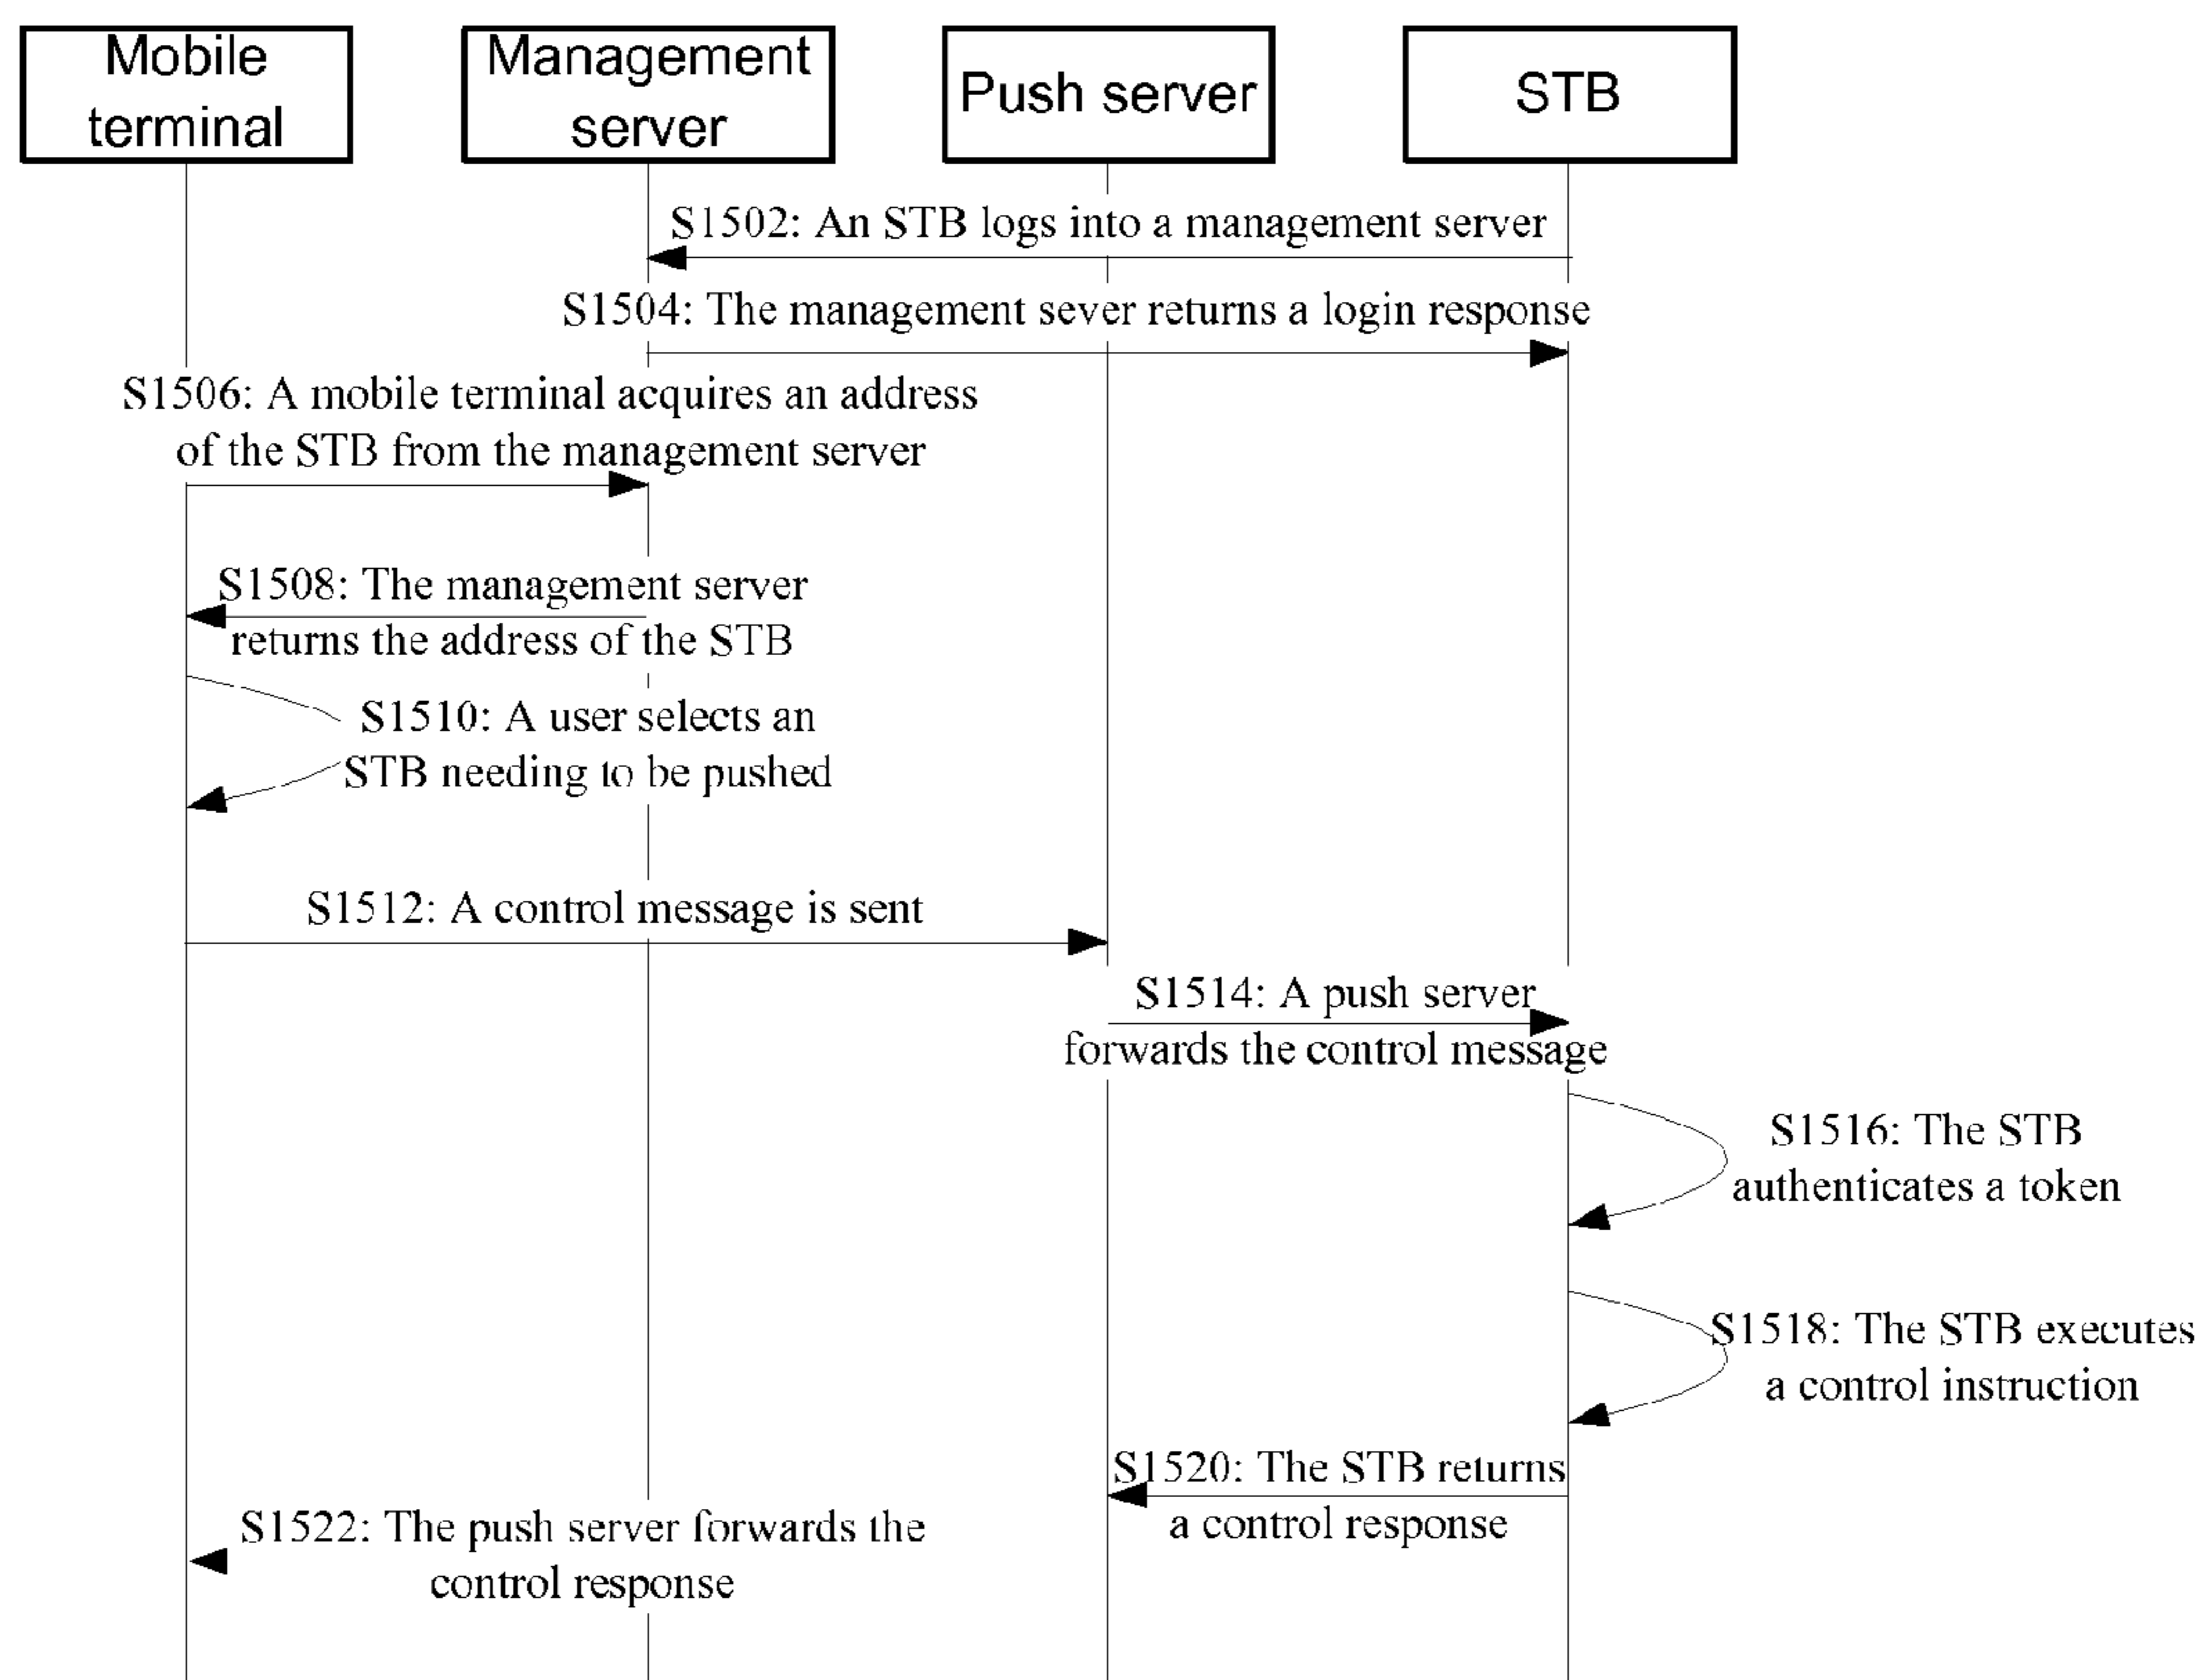 Mobile
terminal
Management
server
Push server
STB
S1502: An STB logs into a management server
S1504: The management sever returns a login response
S1506: A mobile terminal acquires an address
of the STB from the management server
S1508: The management server
returns the address of the STB
S1510: A user selects an
STB needing to be pushed
S1512: A control message is sent
S1514: A push server
forwards the control message
S1516: The STB
authenticates a token
S1518: The STB executes
a control instruction
S1520: The STB returns
a control response
S1522: The push server forwards the
control response